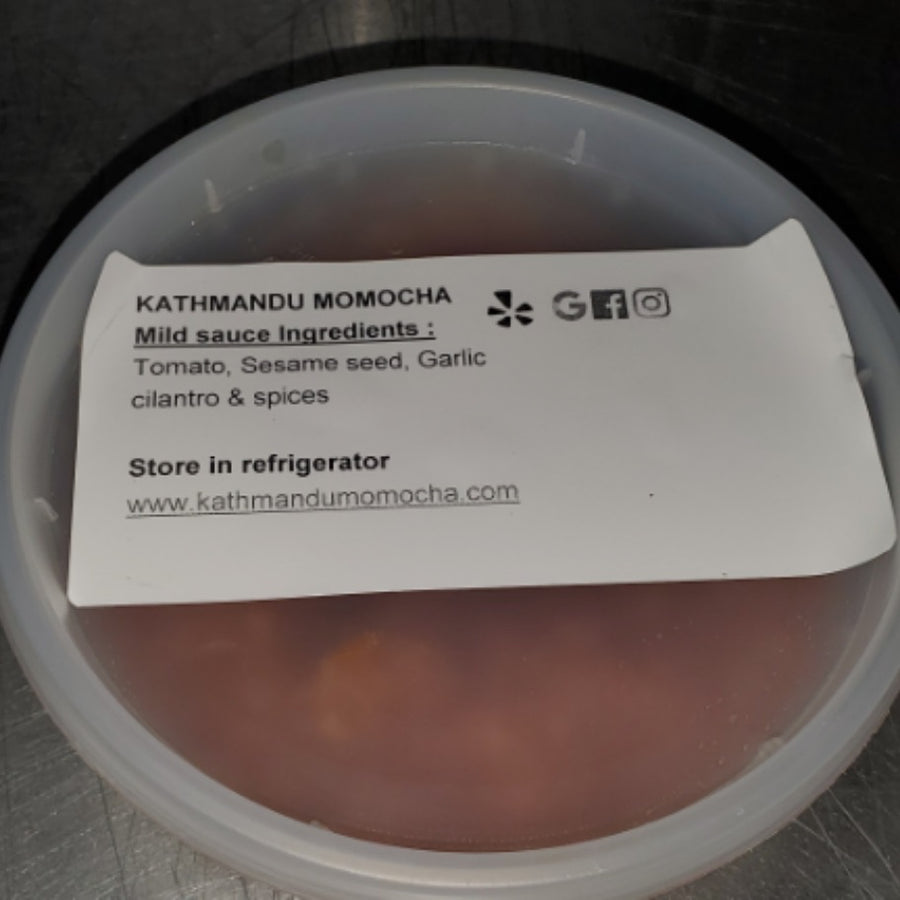 KATHMANDU MOMOCHA
Mild sauce Ingredients :
Tomato, Sesame seed, Garlic
cilantro & spices
Store in refrigerator
www.kathmandumomocha.com